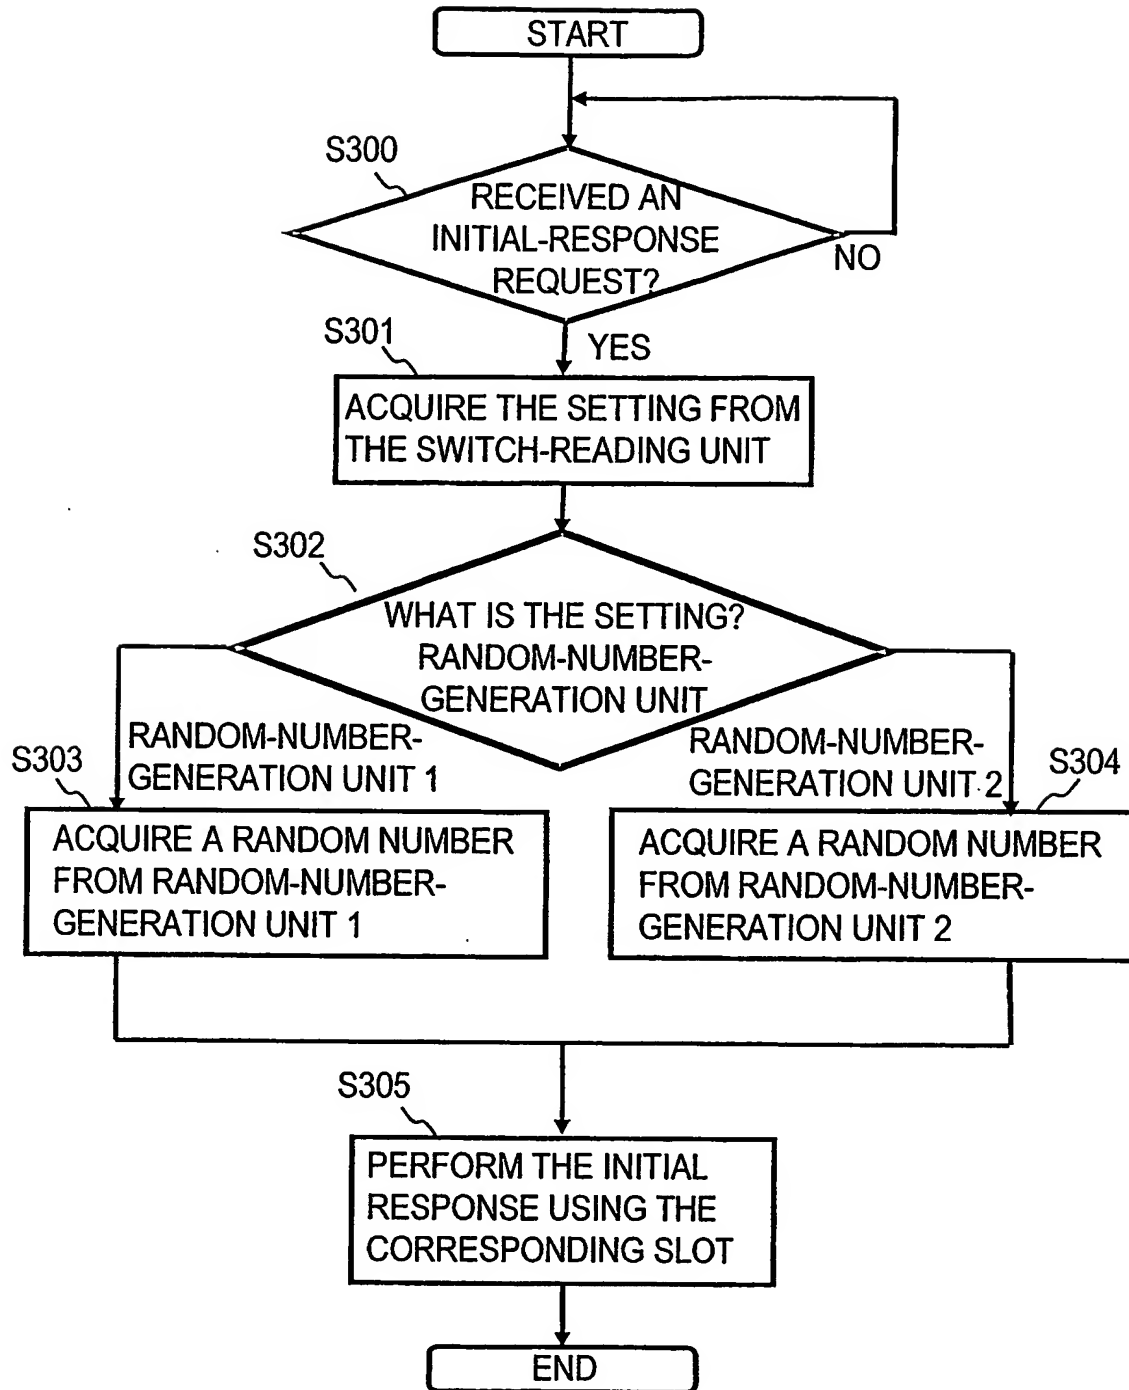 START
S300
RECEIVED AN
INITIAL-RESPONSE
REQUEST?
NO
S301
YES
ACQUIRE THE SETTING FROM
THE SWITCH-READING UNIT
S302
WHAT IS THE SETTING?
RANDOM-NUMBER-
GENERATION UNIT
RANDOM-NUMBER-
GENERATION UNIT 1
RANDOM-NUMBER-
GENERATION UNIT 2
S303
ACQUIRE A RANDOM NUMBER
FROM RANDOM-NUMBER-
GENERATION UNIT 1
S304
ACQUIRE A RANDOM NUMBER
FROM RANDOM-NUMBER-
GENERATION UNIT 2
S305
PERFORM THE INITIAL
RESPONSE USING THE
CORRESPONDING SLOT
END